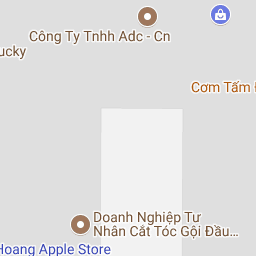 Công Ty Tnhh Adc - Cn
ucky
Cơm Tấm
Doanh Nghiệp Tư
Nhân Cắt Tóc Gội Đầu...
Hoang Apple Store